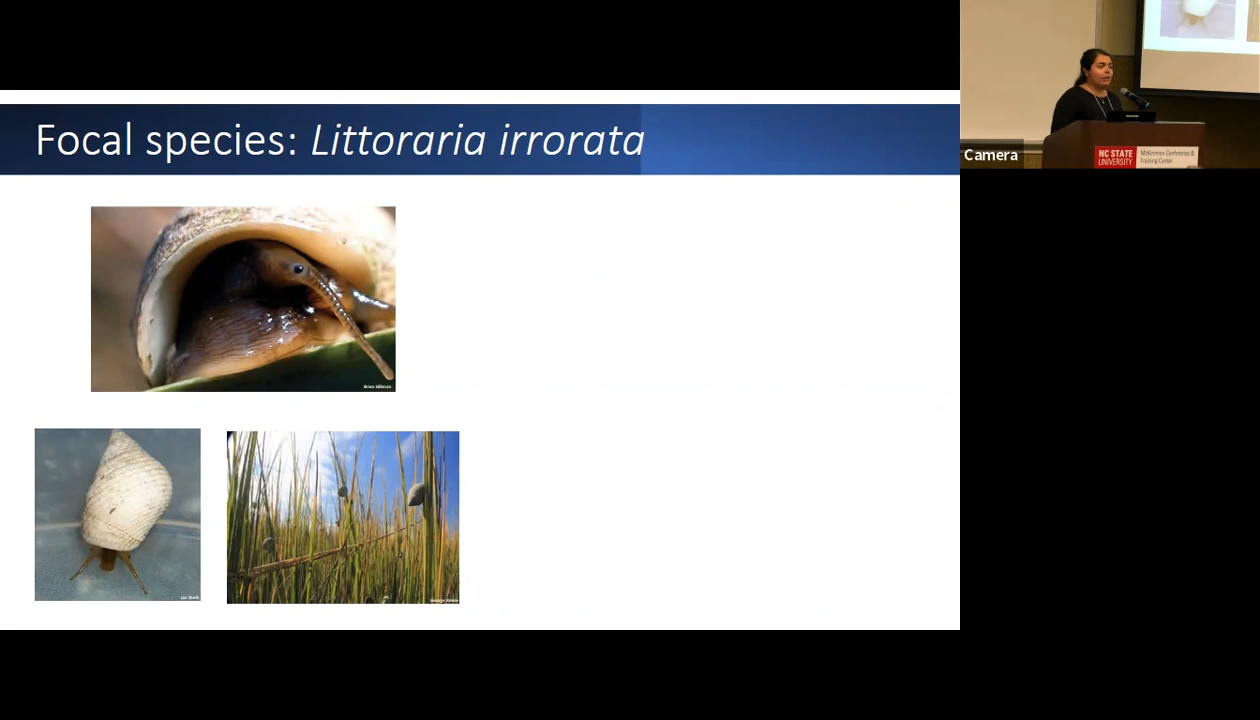 Focal species: Littoraria irrorata
Camera
NC STATE
UNIVERSITY
McKimmon Conference &
Training Center